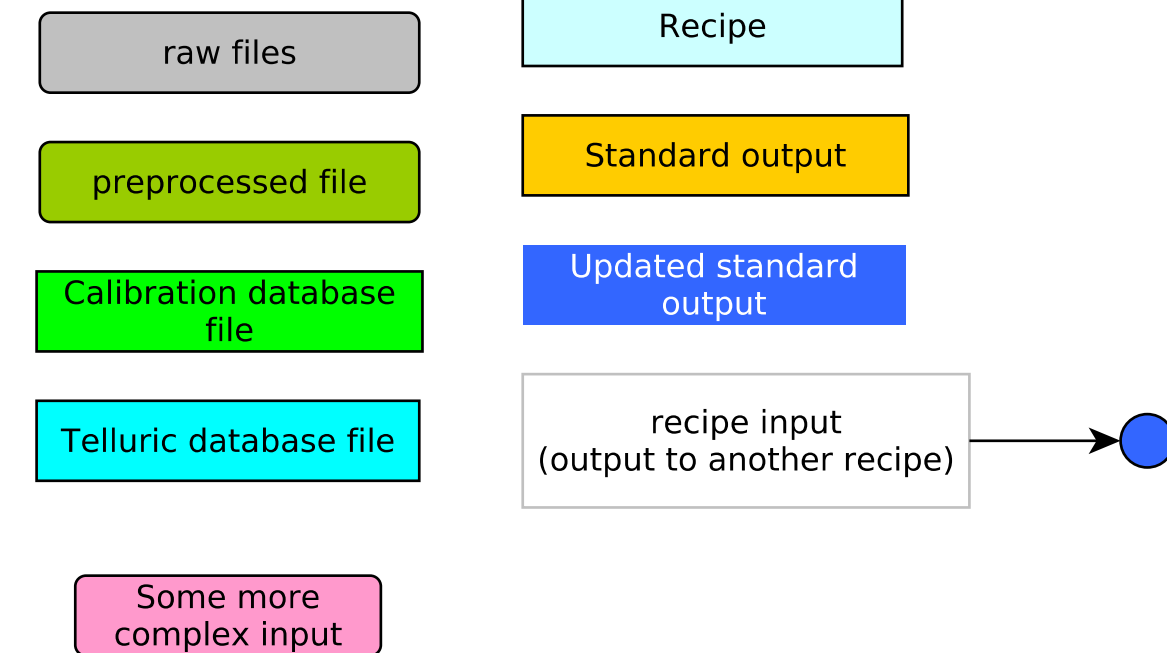 raw files
preprocessed file
Calibration database
file
Telluric database file
Some more
complex input
Recipe
Standard output
Updated standard
output
recipe input
(output to another recipe)